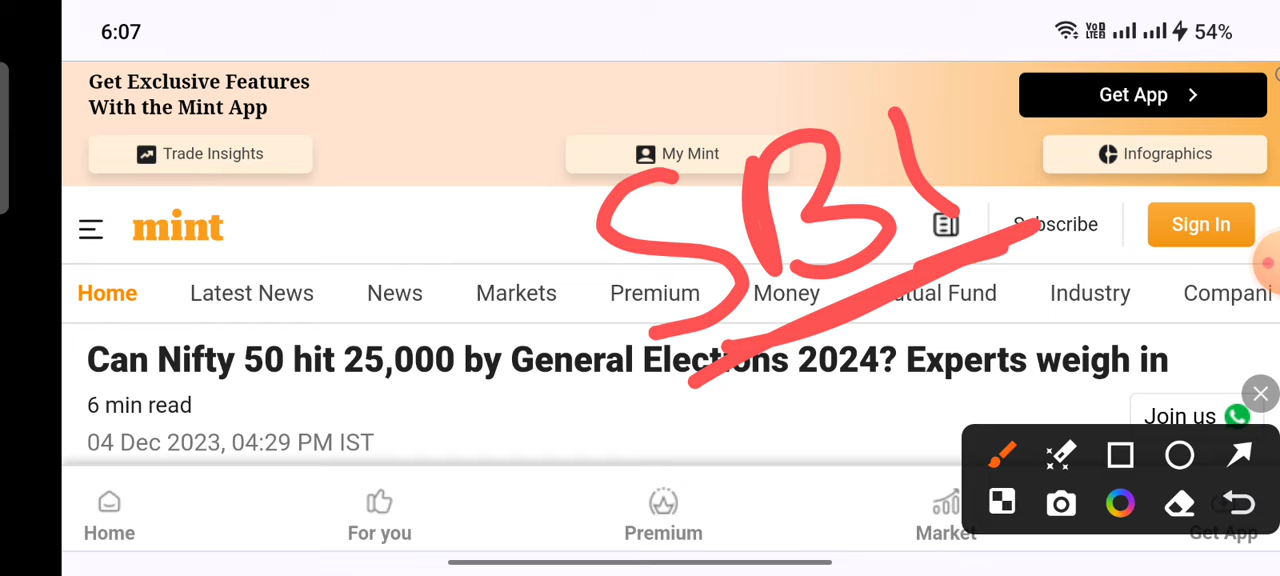 6:07 VoD LTEB 54%
Get Exclusive Features
With the Mint App
Get App
Trade Insights My Mint Infographics
SBI
mint Subscribe Sign In
Home Latest News News Markets Premium Money Mutual Fund Industry Compani
Can Nifty 50 hit 25,000 by General Elections 2024? Experts weigh in
6 min read
Join us
04 Dec 2023, 04:29 PM IST
Home For you Premium Market Get App